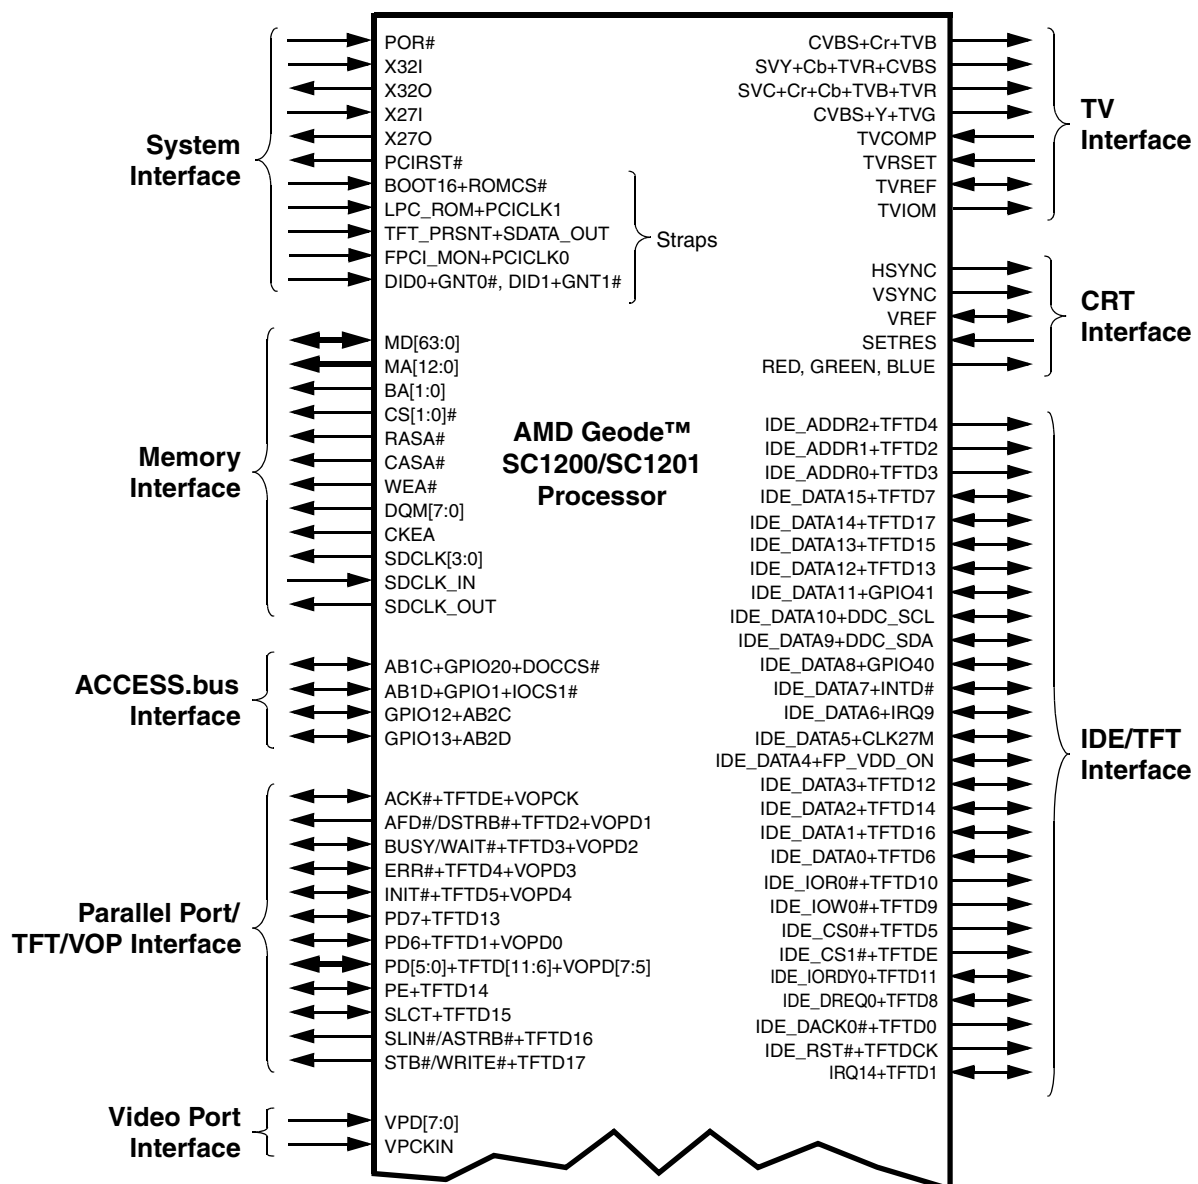 System
Interface
POR#
X32I
X32O
X27I
X27O
PCIRST#
BOOT16+ROMCS#
LPC_ROM+PCICLK1
TFT_PRSNT+SDATA_OUT
FPCI_MON+PCICLK0
DID0+GNT0#, DID1+GNT1#
Straps
Memory
Interface
MD[63:0]
MA[12:0]
BA[1:0]
CS[1:0]#
RASA#
CASA#
WEA#
DQM[7:0]
CKEA
SDCLK[3:0]
SDCLK_IN
SDCLK_OUT
ACCESS.bus
Interface
AB1C+GPIO20+DOCCS#
AB1D+GPIO1+IOCS1#
GPIO12+AB2C
GPIO13+AB2D
Parallel Port/
TFT/VOP Interface
ACK#+TFTDE+VOPCK
AFD#/DSTRB#+TFTD2+VOPD1
BUSY/WAIT#+TFTD3+VOPD2
ERR#+TFTD4+VOPD3
INIT#+TFTD5+VOPD4
PD7+TFTD13
PD6+TFTD1+VOPD0
PD[5:0]+TFTD[11:6]+VOPD[7:5]
PE+TFTD14
SLCT+TFTD15
SLIN#/ASTRB#+TFTD16
STB#/WRITE#+TFTD17
Video Port
Interface
VPD[7:0]
VPCKIN
AMD Geode™
SC1200/SC1201
Processor
CVBS+Cr+TVB
SVY+Cb+TVR+CVBS
SVC+Cr+Cb+TVB+TVR
CVBS+Y+TVG
TVCOMP
TVRSET
TVREF
TVIOM
TV
Interface
HSYNC
VSYNC
VREF
SETRES
RED, GREEN, BLUE
CRT
Interface
IDE_ADDR2+TFTD4
IDE_ADDR1+TFTD2
IDE_ADDR0+TFTD3
IDE_DATA15+TFTD7
IDE_DATA14+TFTD17
IDE_DATA13+TFTD15
IDE_DATA12+TFTD13
IDE_DATA11+GPIO41
IDE_DATA10+DDC_SCL
IDE_DATA9+DDC_SDA
IDE_DATA8+GPIO40
IDE_DATA7+INTD#
IDE_DATA6+IRQ9
IDE_DATA5+CLK27M
IDE_DATA4+FP_VDD_ON
IDE_DATA3+TFTD12
IDE_DATA2+TFTD14
IDE_DATA1+TFTD16
IDE_DATA0+TFTD6
IDE_IOR0#+TFTD10
IDE_IOW0#+TFTD9
IDE_CS0#+TFTD5
IDE_CS1#+TFTDE
IDE_IORDY0+TFTD11
IDE_DREQ0+TFTD8
IDE_DACK0#+TFTD0
IDE_RST#+TFTDCK
IRQ14+TFTD1
IDE/TFT
Interface